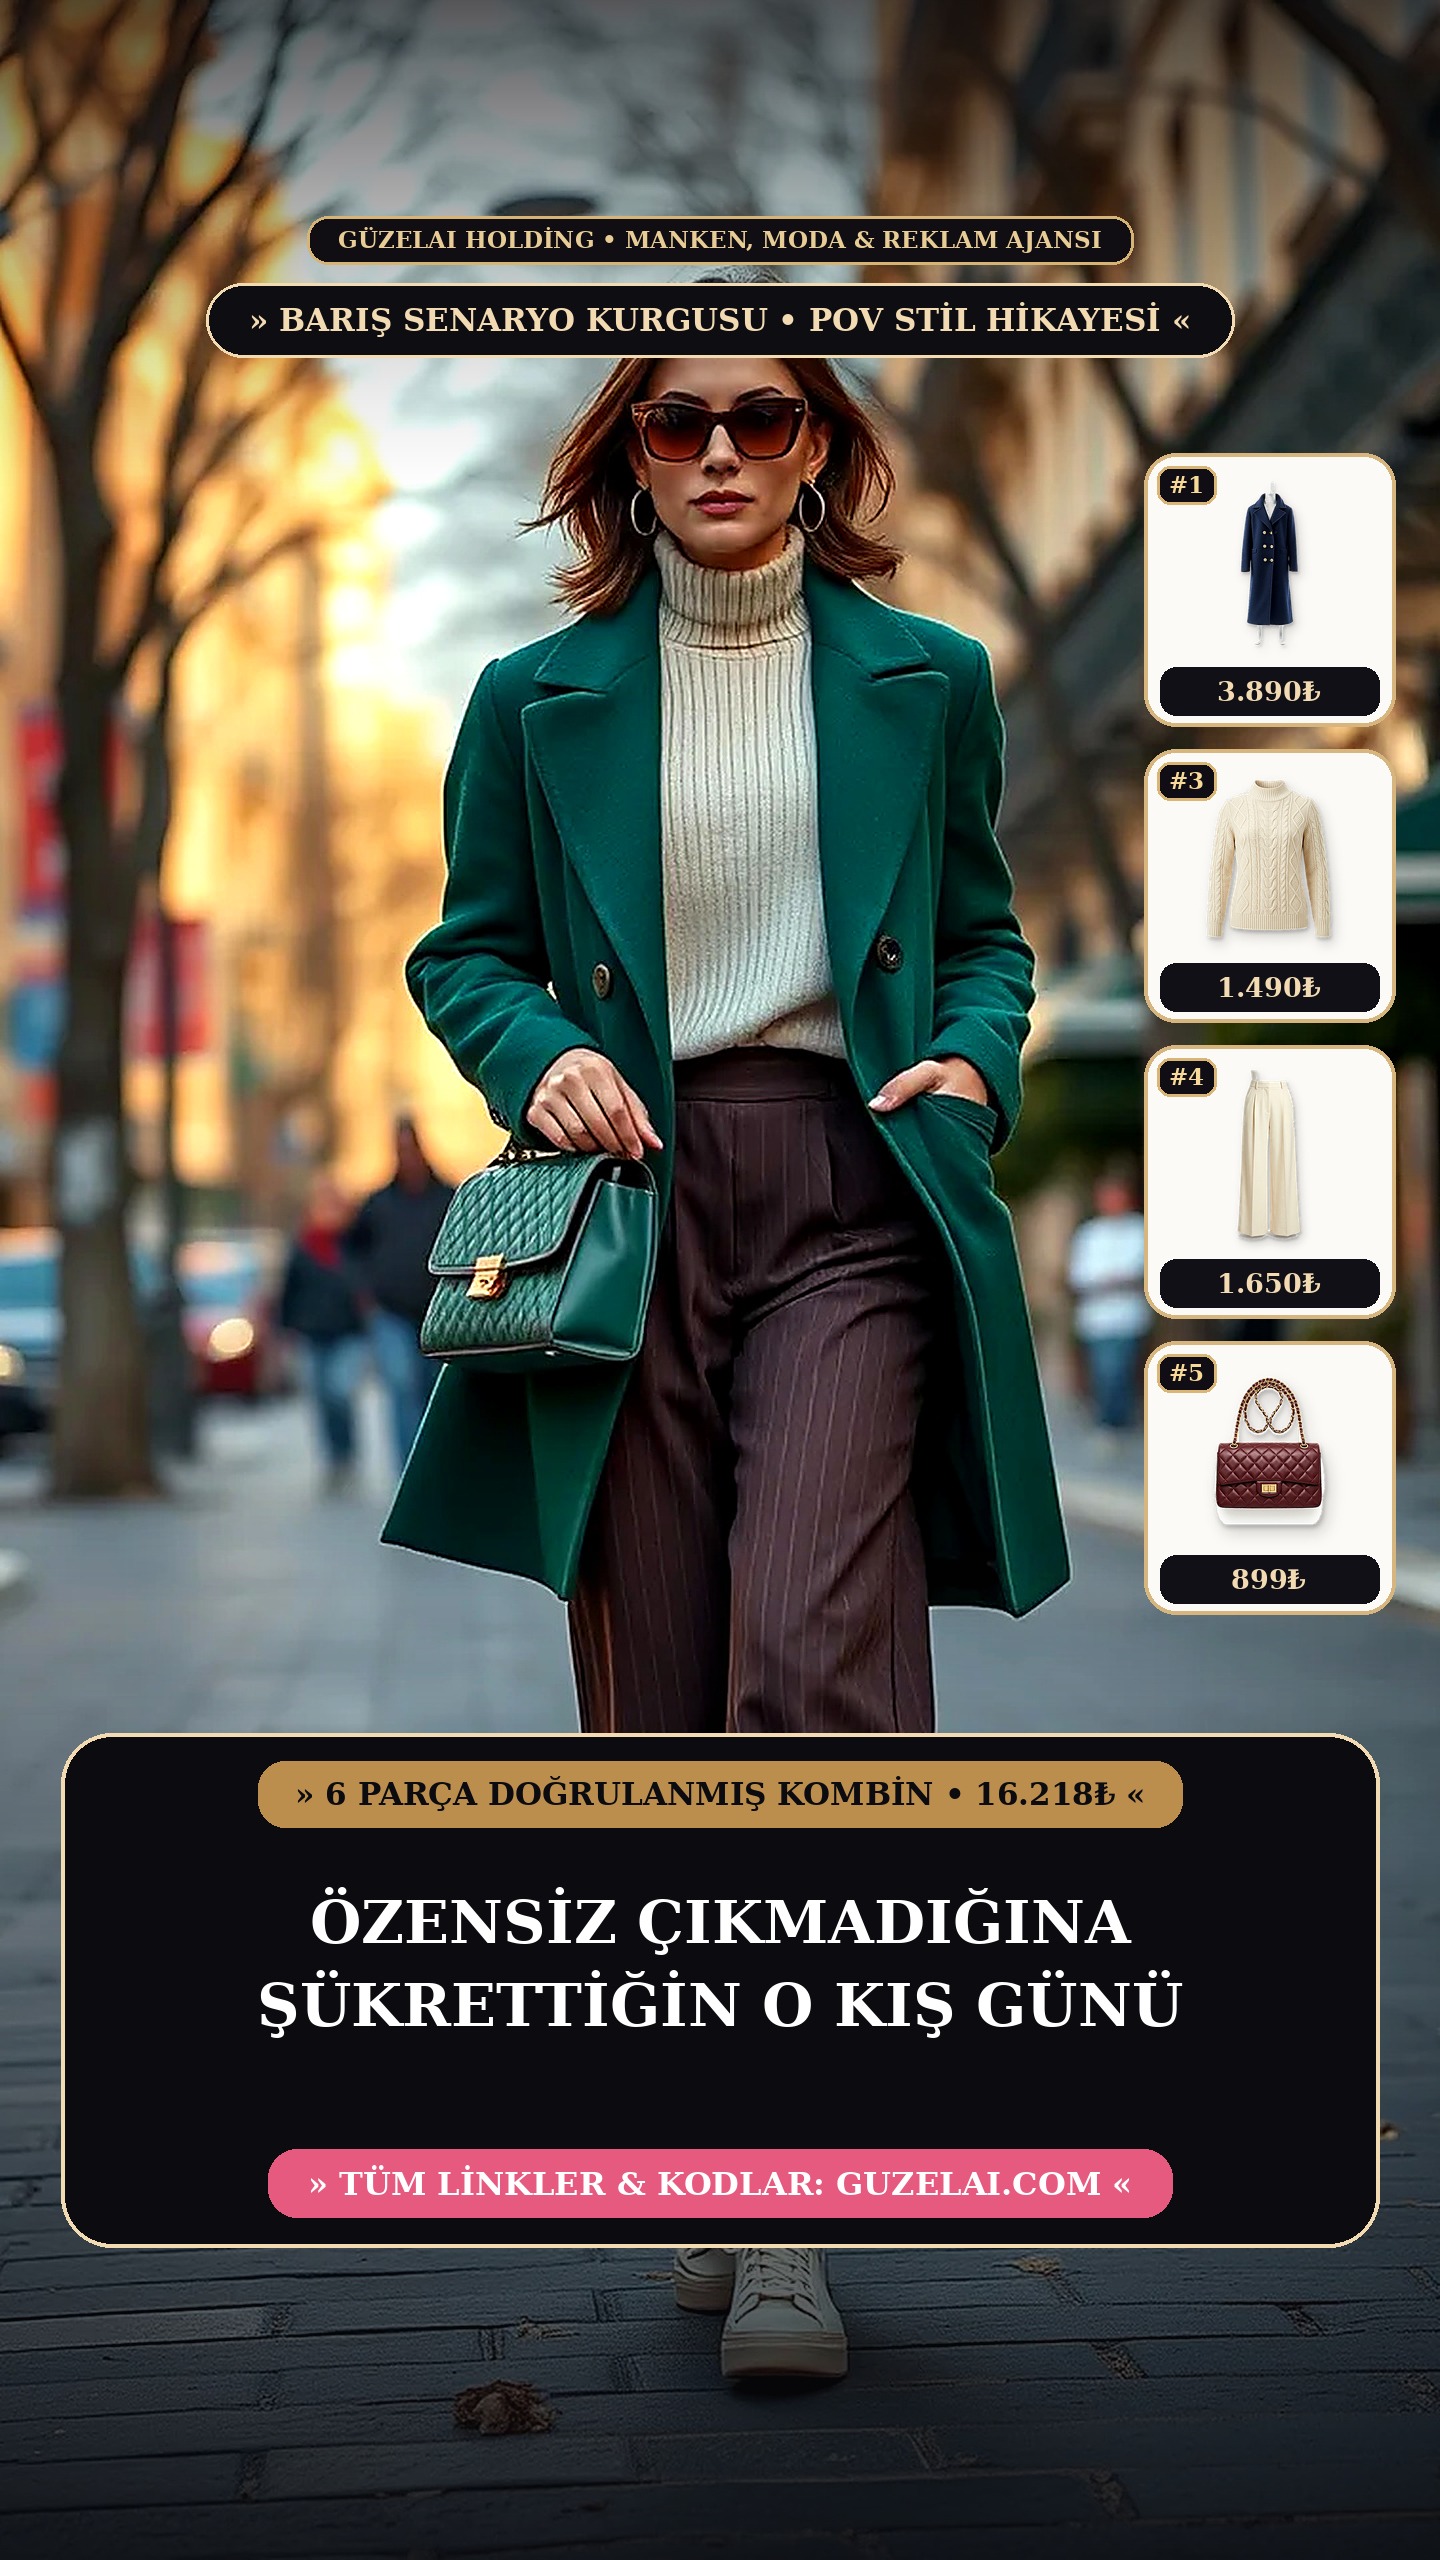 GÜZELAI HOLDİNG • MANKEN, MODA & REKLAM AJANSI
» BARIŞ SENARYO KURGUSU • POV STİL HİKAYESİ «
#1
3.890₺
#3
1.490₺
#4
1.650₺
#5
899₺
» 6 PARÇA DOĞRULANMIŞ KOMBİN • 16.218₺ «
ÖZENSİZ ÇIKMADIĞINA
ŞÜKRETTİĞİN O KIŞ GÜNÜ
» TÜM LİNKLER & KODLAR: GUZELAI.COM «